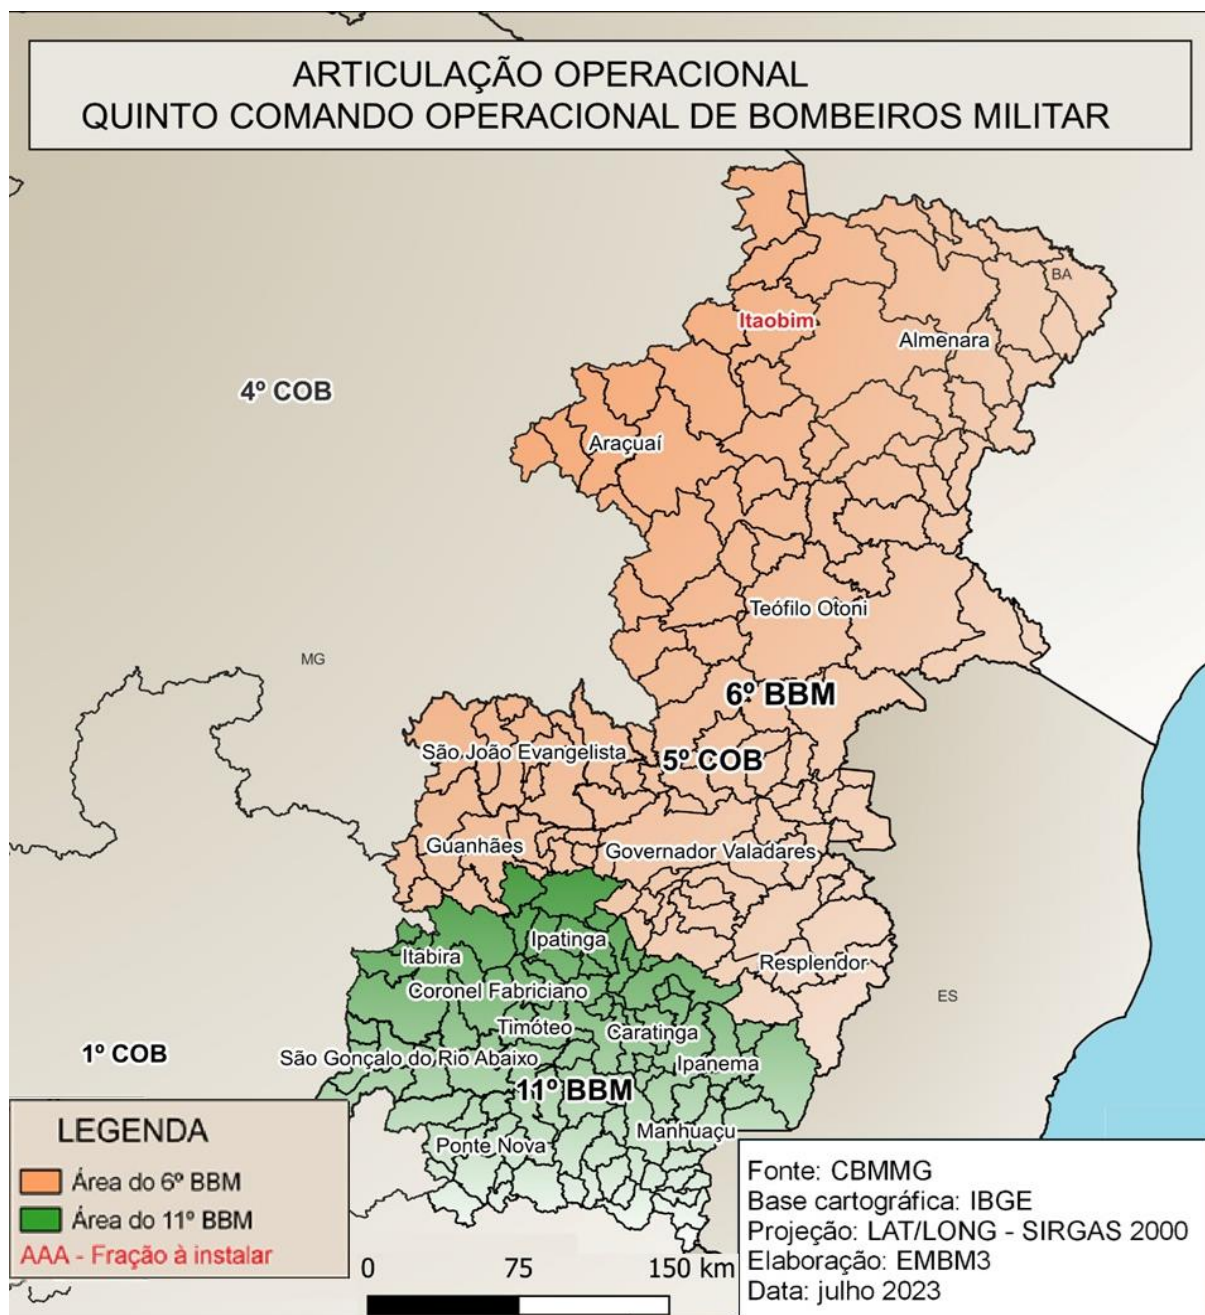 ARTICULAÇÃO OPERACIONAL
QUINTO COMANDO OPERACIONAL DE BOMBEIROS MILITAR
BA
Itaobim
Almenara
4º COB
Araçuaí
Teófilo Otoni
MG
6º BBM
São João Evangelista
5º COB
Guanhães
Governador Valadares
Ipatinga
Itabira
Resplendor
Coronel Fabriciano
ES
Timóteo
Caratinga
1º COB
São Gonçalo do Rio Abaixo
Ipanema
11º BBM
Manhuaçu
Ponte Nova
LEGENDA
Área do 6º BBM
Área do 11º BBM
AAA - Fração à instalar
0 75 150 km
Fonte: CBMMG
Base cartográfica: IBGE
Projeção: LAT/LONG - SIRGAS 2000
Elaboração: EMBM3
Data: julho 2023